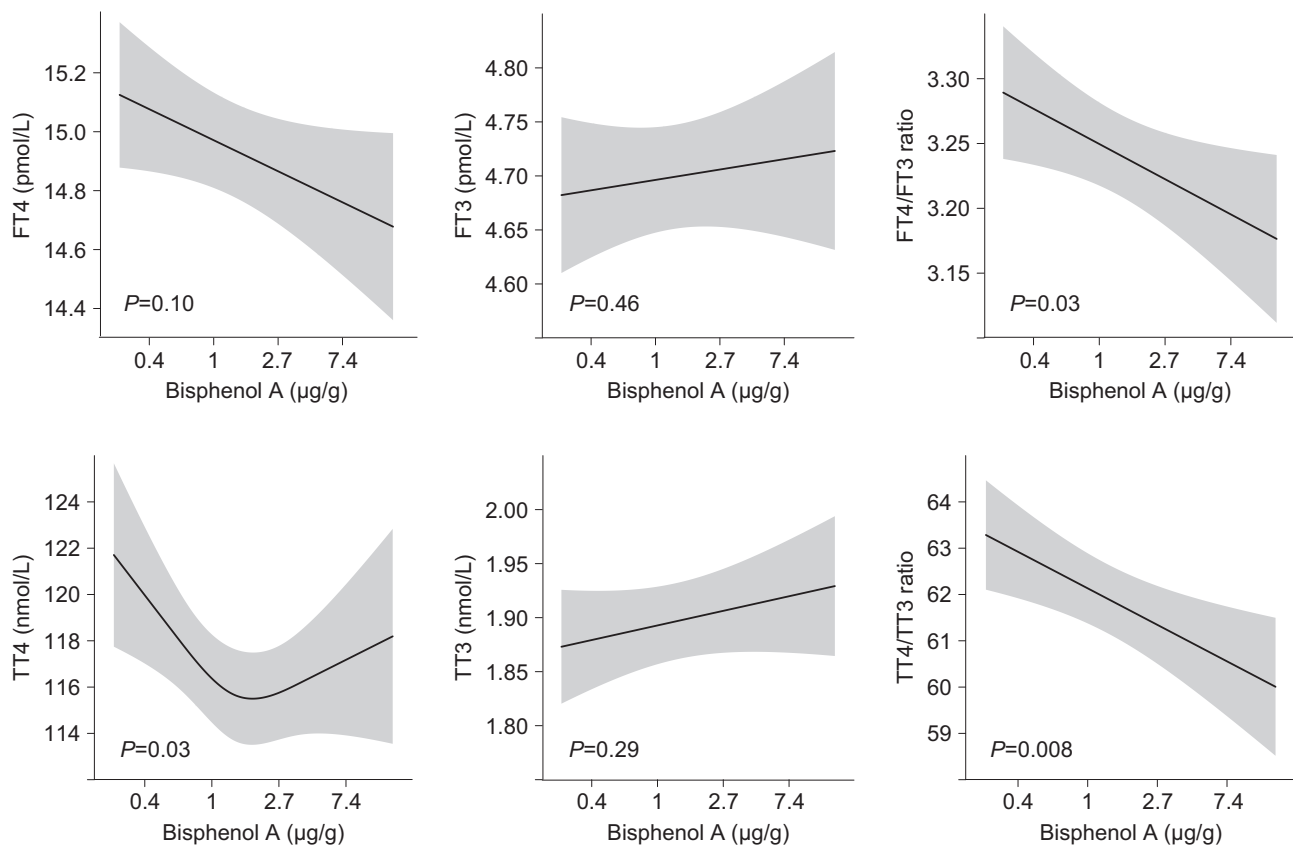 FT4 (pmol/L)
15.2
15.0
14.8
14.6
14.4
P=0.10
0.4 1 2.7 7.4
Bisphenol A (µg/g)
FT3 (pmol/L)
4.80
4.75
4.70
4.65
4.60
P=0.46
0.4 1 2.7 7.4
Bisphenol A (µg/g)
FT4/FT3 ratio
3.30
3.25
3.20
3.15
P=0.03
0.4 1 2.7 7.4
Bisphenol A (µg/g)
TT4 (nmol/L)
124
122
120
118
116
114
P=0.03
0.4 1 2.7 7.4
Bisphenol A (µg/g)
TT3 (nmol/L)
2.00
1.95
1.90
1.85
1.80
P=0.29
0.4 1 2.7 7.4
Bisphenol A (µg/g)
TT4/TT3 ratio
64
63
62
61
60
59
P=0.008
0.4 1 2.7 7.4
Bisphenol A (µg/g)